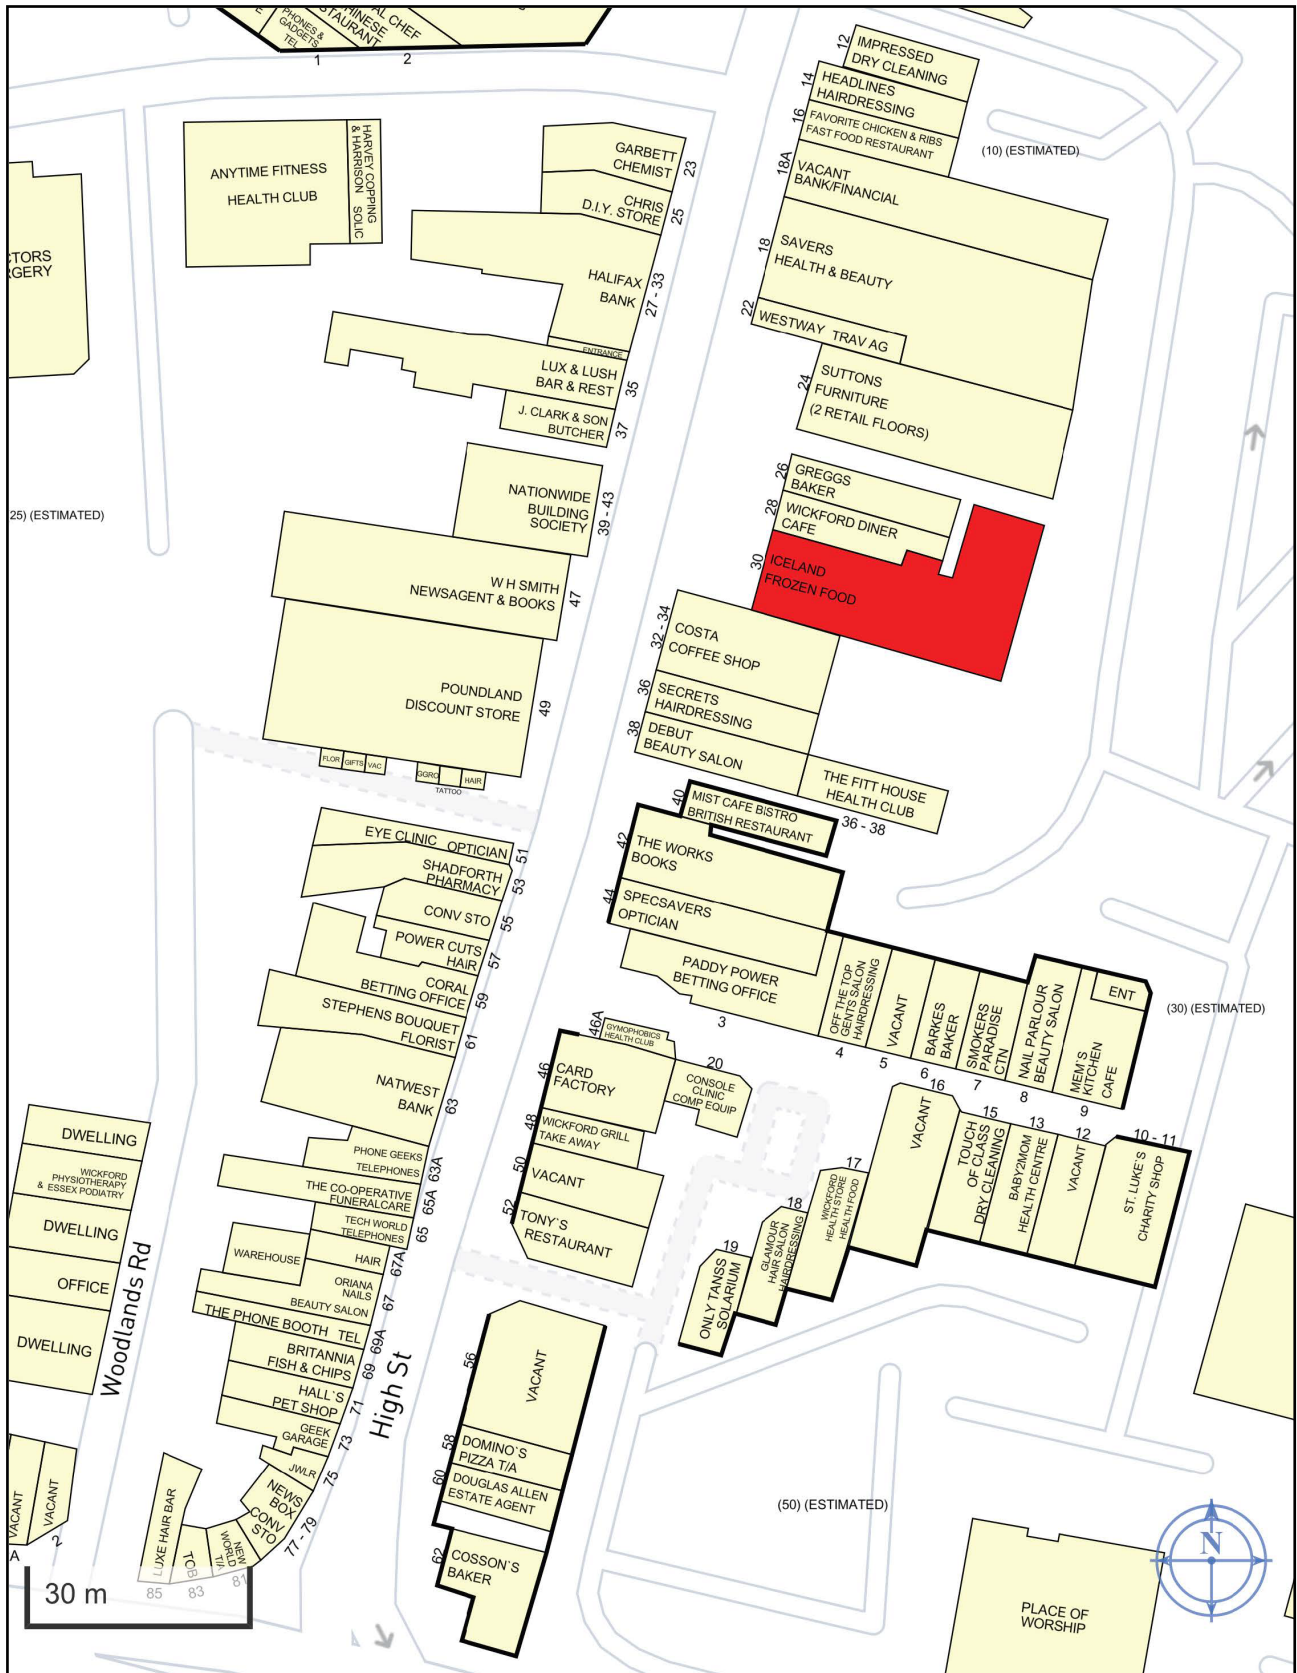 PHONES &
GADGETS
TEL
AL CHEF
HINESE
STAURANT
1
2
12
IMPRESSED
DRY CLEANING
14
HEADLINES
HAIRDRESSING
16
FAVORITE CHICKEN & RIBS
FAST FOOD RESTAURANT
(10) (ESTIMATED)
18A
VACANT
BANK/FINANCIAL
18
SAVERS
HEALTH & BEAUTY
22
WESTWAY TRAV AG
24
SUTTONS
FURNITURE
(2 RETAIL FLOORS)
26
GREGGS
BAKER
28
WICKFORD DINER
CAFE
30
ICELAND
FROZEN FOOD
32 - 34
COSTA
COFFEE SHOP
36
SECRETS
HAIRDRESSING
38
DEBUT
BEAUTY SALON
THE FITT HOUSE
HEALTH CLUB
36 - 38
40
MIST CAFE BISTRO
BRITISH RESTAURANT
42
THE WORKS
BOOKS
44
SPECSAVERS
OPTICIAN
PADDY POWER
BETTING OFFICE
3
OFF THE TOP
GENTS SALON
HAIRDRESSING
4
VACANT
5
BARKES
BAKER
6
SMOKERS
PARADISE
CTN
7
NAIL PARLOUR
BEAUTY SALON
8
ENT
MEM`S
KITCHEN
CAFE
9
(30) (ESTIMATED)
ANYTIME FITNESS
HEALTH CLUB
HARVEY COPPING
& HARRISON SOLIC
CTORS
RGERY
25) (ESTIMATED)
GARBETT
CHEMIST
23
CHRIS
D.I.Y. STORE
25
HALIFAX
BANK
27 - 33
ENTRANCE
LUX & LUSH
BAR & REST
35
J. CLARK & SON
BUTCHER
37
NATIONWIDE
BUILDING
SOCIETY
39 - 43
W H SMITH
NEWSAGENT & BOOKS
47
POUNDLAND
DISCOUNT STORE
49
FLOR
GIFTS
VAC
GGRO
HAIR
TATTOO
EYE CLINIC OPTICIAN
51
SHADFORTH
PHARMACY
53
CONV STO
55
POWER CUTS
HAIR
57
CORAL
BETTING OFFICE
59
STEPHENS BOUQUET
FLORIST
61
NATWEST
BANK
63
PHONE GEEKS
TELEPHONES
63A
THE CO-OPERATIVE
FUNERALCARE
65A
TECH WORLD
TELEPHONES
65
WAREHOUSE
HAIR
67A
ORIANA
NAILS
BEAUTY SALON
67
THE PHONE BOOTH TEL
69A
BRITANNIA
FISH & CHIPS
69
HALL`S
PET SHOP
71
GEEK
GARAGE
73
JWLR
75
NEWS
BOX
CONV
STO
77 - 79
NEW
WORLD
T/A
81
TCB
83
LUXE HAIR BAR
85
High St
Woodlands Rd
DWELLING
WICKFORD
PHYSIOTHERAPY
& ESSEX PODIATRY
DWELLING
OFFICE
DWELLING
VACANT
VACANT
A
2
46A
GYMOPHOBICS
HEALTH CLUB
46
CARD
FACTORY
20
CONSOLE
CLINIC
COMP EQUIP
48
WICKFORD GRILL
TAKE AWAY
50
VACANT
52
TONY`S
RESTAURANT
56
VACANT
58
DOMINO`S
PIZZA T/A
60
DOUGLAS ALLEN
ESTATE AGENT
62
COSSON`S
BAKER
16
VACANT
15
TOUCH
OF CLASS
DRY CLEANING
13
BABY2MOM
HEALTH CENTRE
12
VACANT
10 - 11
ST. LUKE`S
CHARITY SHOP
17
WICKFORD
HEALTH STORE
HEALTH FOOD
18
GLAMOUR
HAIR SALON
HAIRDRESSING
19
ONLY TANSS
SOLARIUM
(50) (ESTIMATED)
PLACE OF
WORSHIP
N
30 m